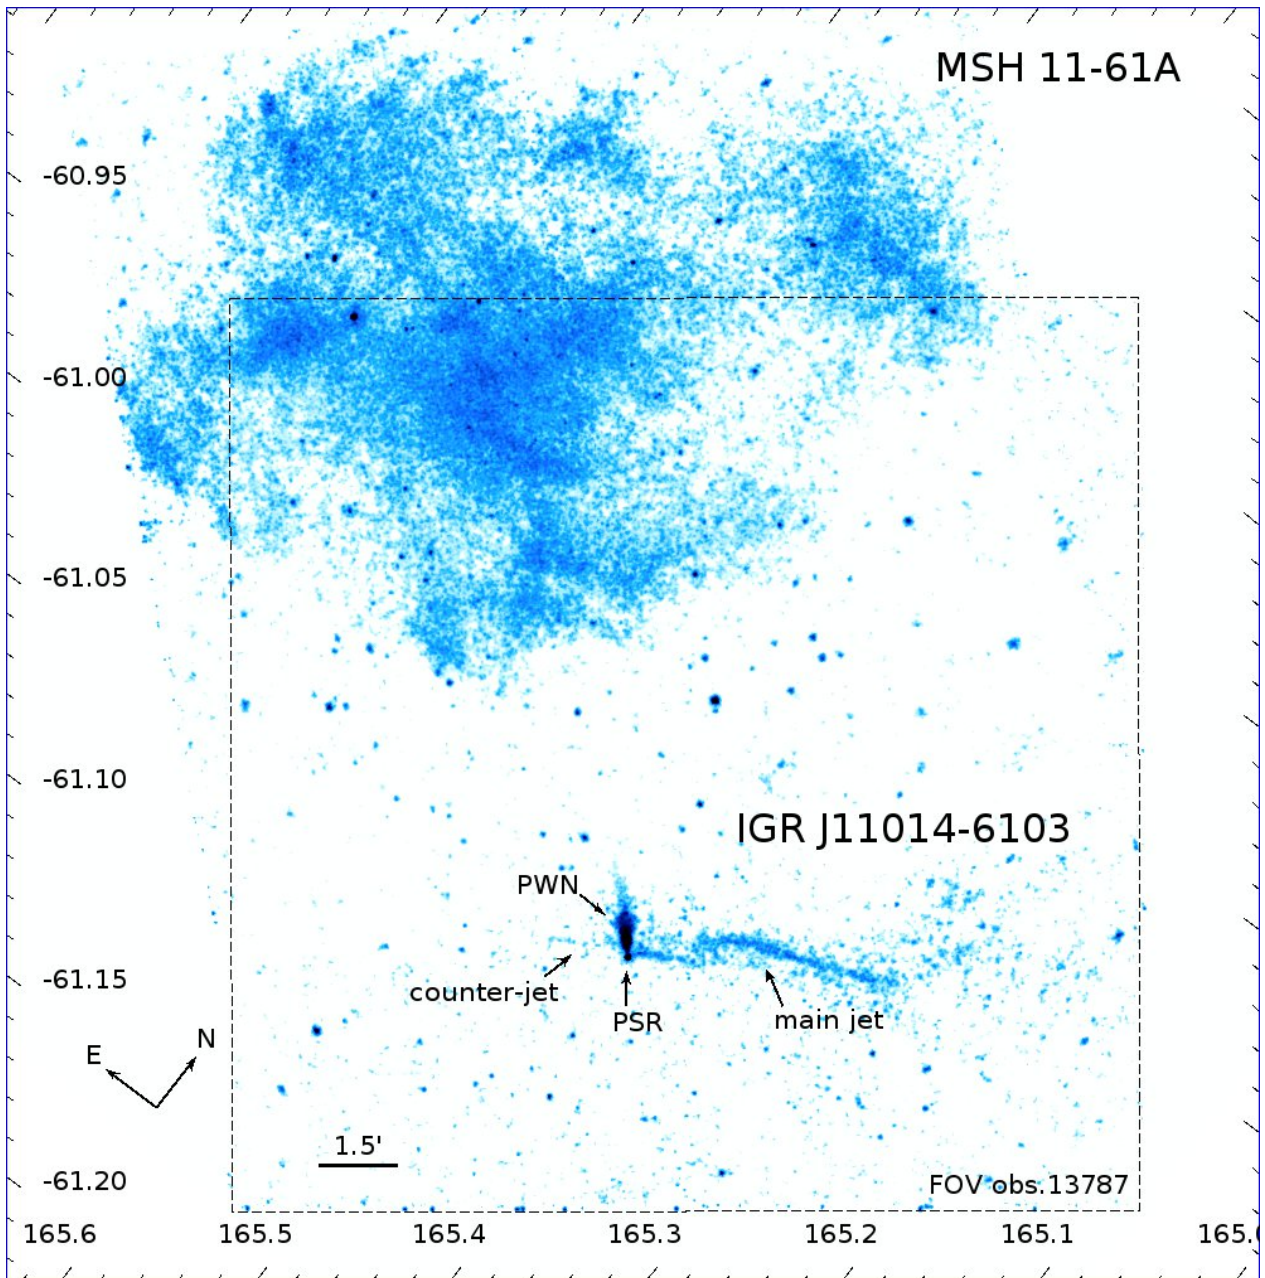 MSH 11-61A
-60.95
-61.00
-61.05
-61.10
IGR J11014-6103
PWN
-61.15
counter-jet
PSR
main jet
N
E
1.5'
-61.20
FOV obs.13787
165.6 165.5 165.4 165.3 165.2 165.1 165.0